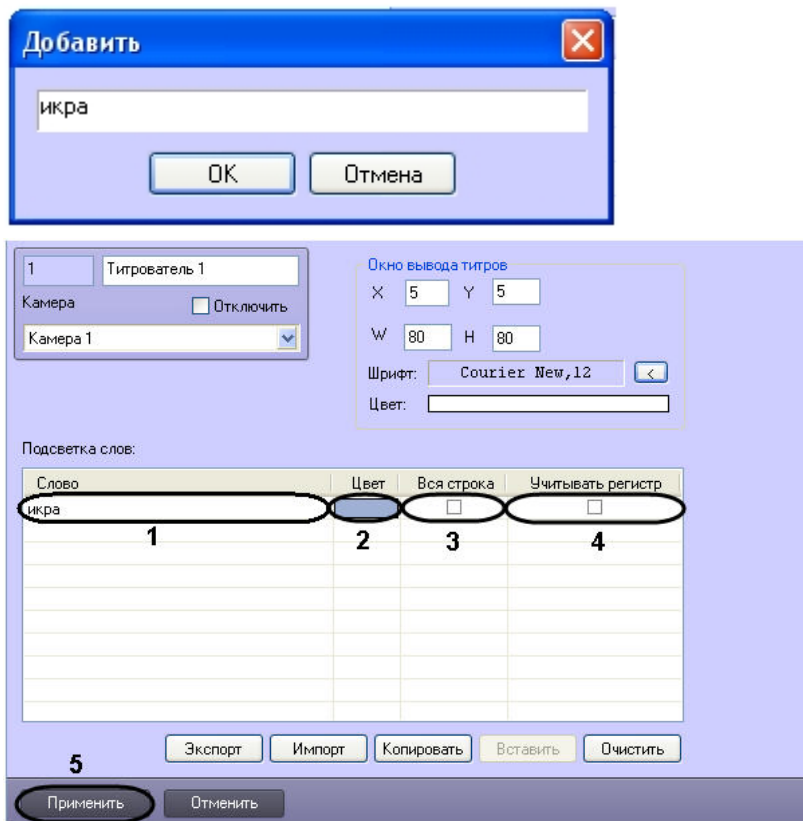 Добавить
икра
OK
Отмена
1
Титрователь 1
Камера
Отключить
Камера 1
Окно вывода титров
X 5 Y 5
W 80 H 80
Шрифт: Courier New,12 <
Цвет:
Подсветка слов:
Слово Цвет Вся строка Учитывать регистр
икра
1 2 3 4
Экспорт Импорт Копировать Вставить Очистить
5
Применить Отменить